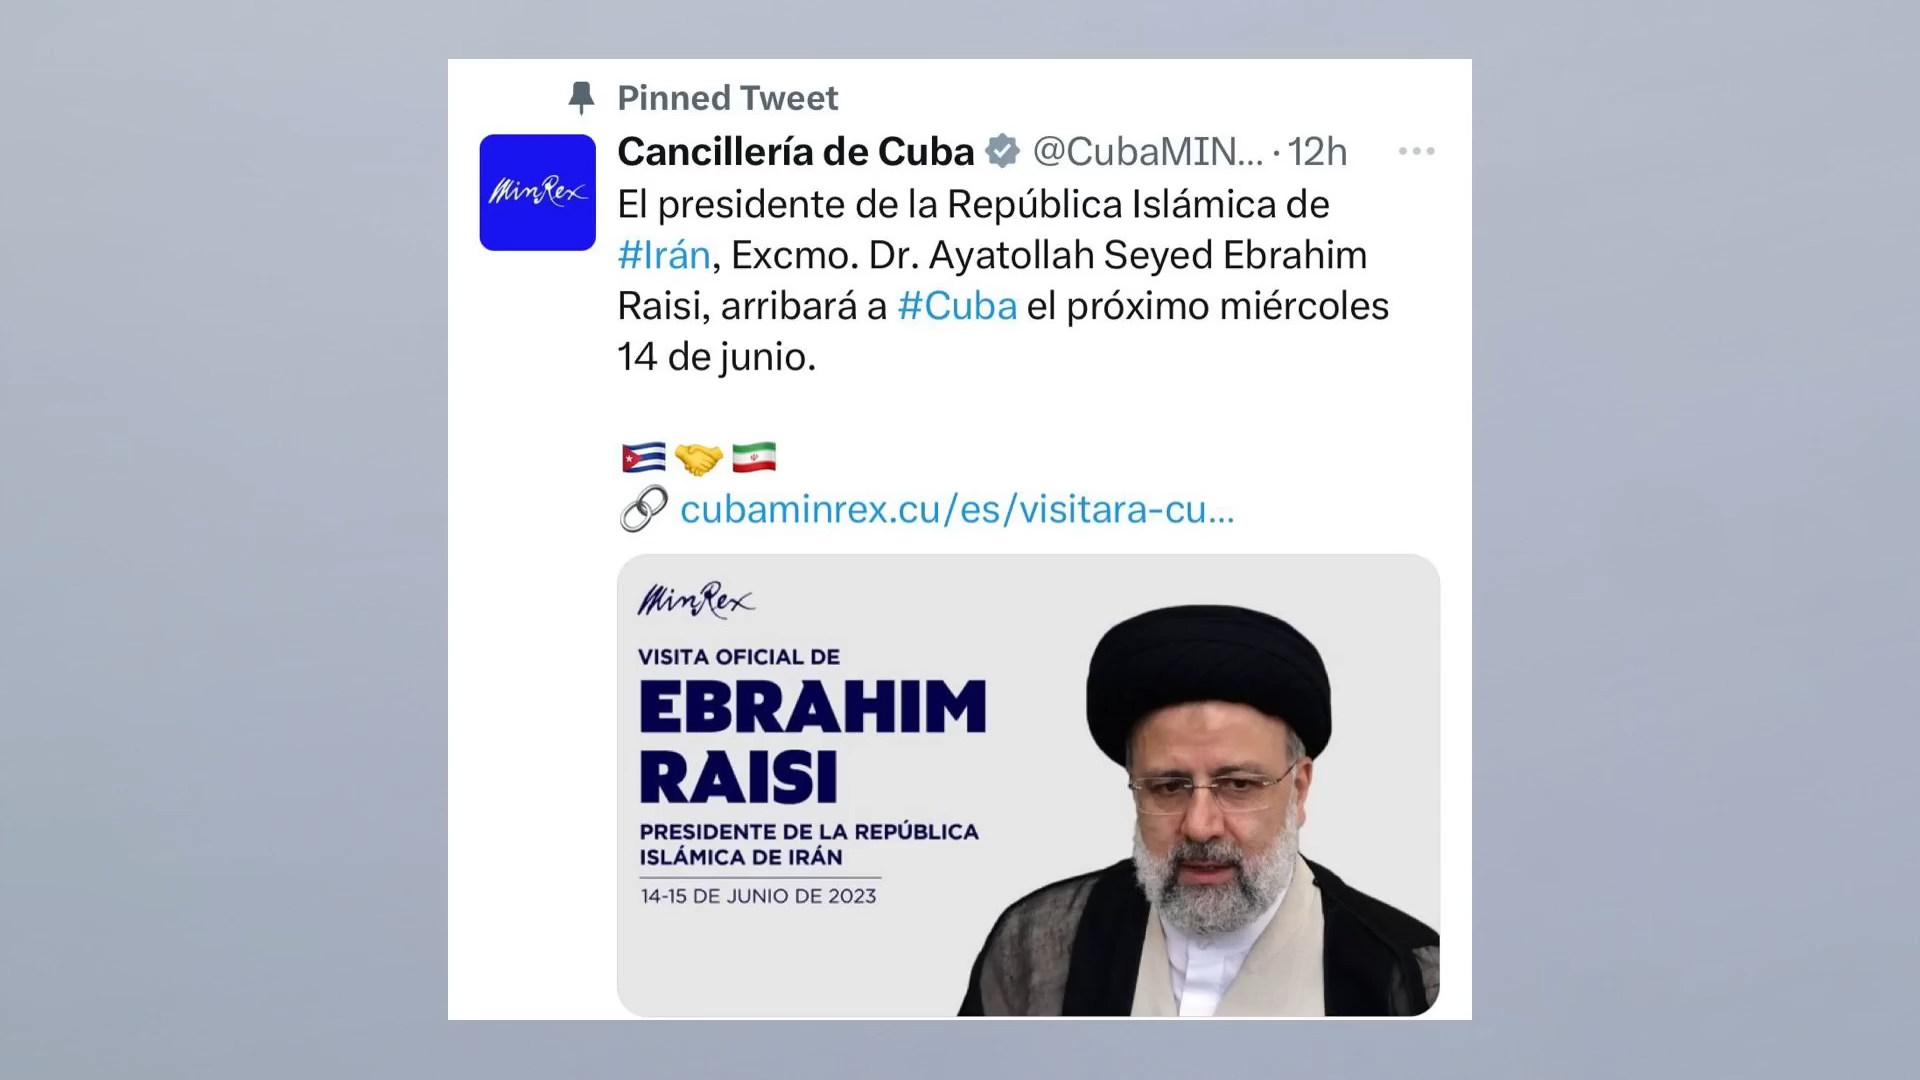 Pinned Tweet
Cancillería de Cuba @CubaMIN... · 12h
MinRex
El presidente de la República Islámica de
#Irán, Excmo. Dr. Ayatollah Seyed Ebrahim
Raisi, arribará a #Cuba el próximo miércoles
14 de junio.
cubaminrex.cu/es/visitara-cu...
MinRex
VISITA OFICIAL DE
EBRAHIM
RAISI
PRESIDENTE DE LA REPÚBLICA
ISLÁMICA DE IRÁN
14-15 DE JUNIO DE 2023